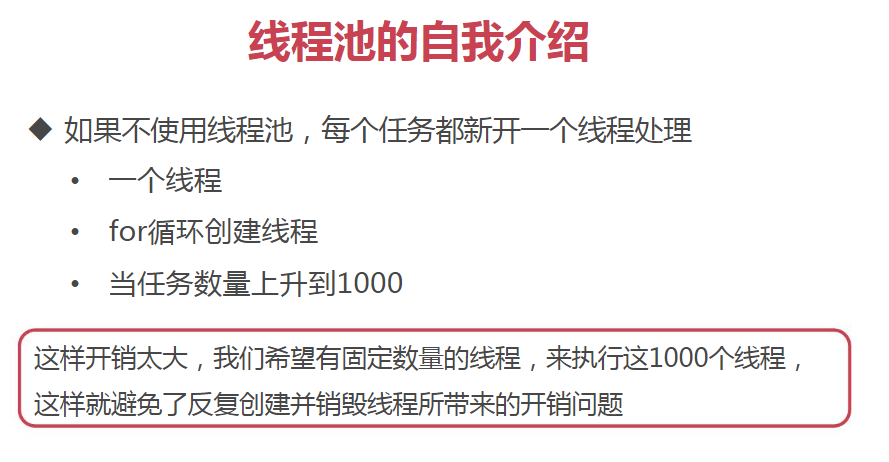 线程池的自我介绍
◆ 如果不使用线程池，每个任务都新开一个线程处理
• 一个线程
• for循环创建线程
• 当任务数量上升到1000
这样开销太大，我们希望有固定数量的线程，来执行这1000个线程，
这样就避免了反复创建并销毁线程所带来的开销问题